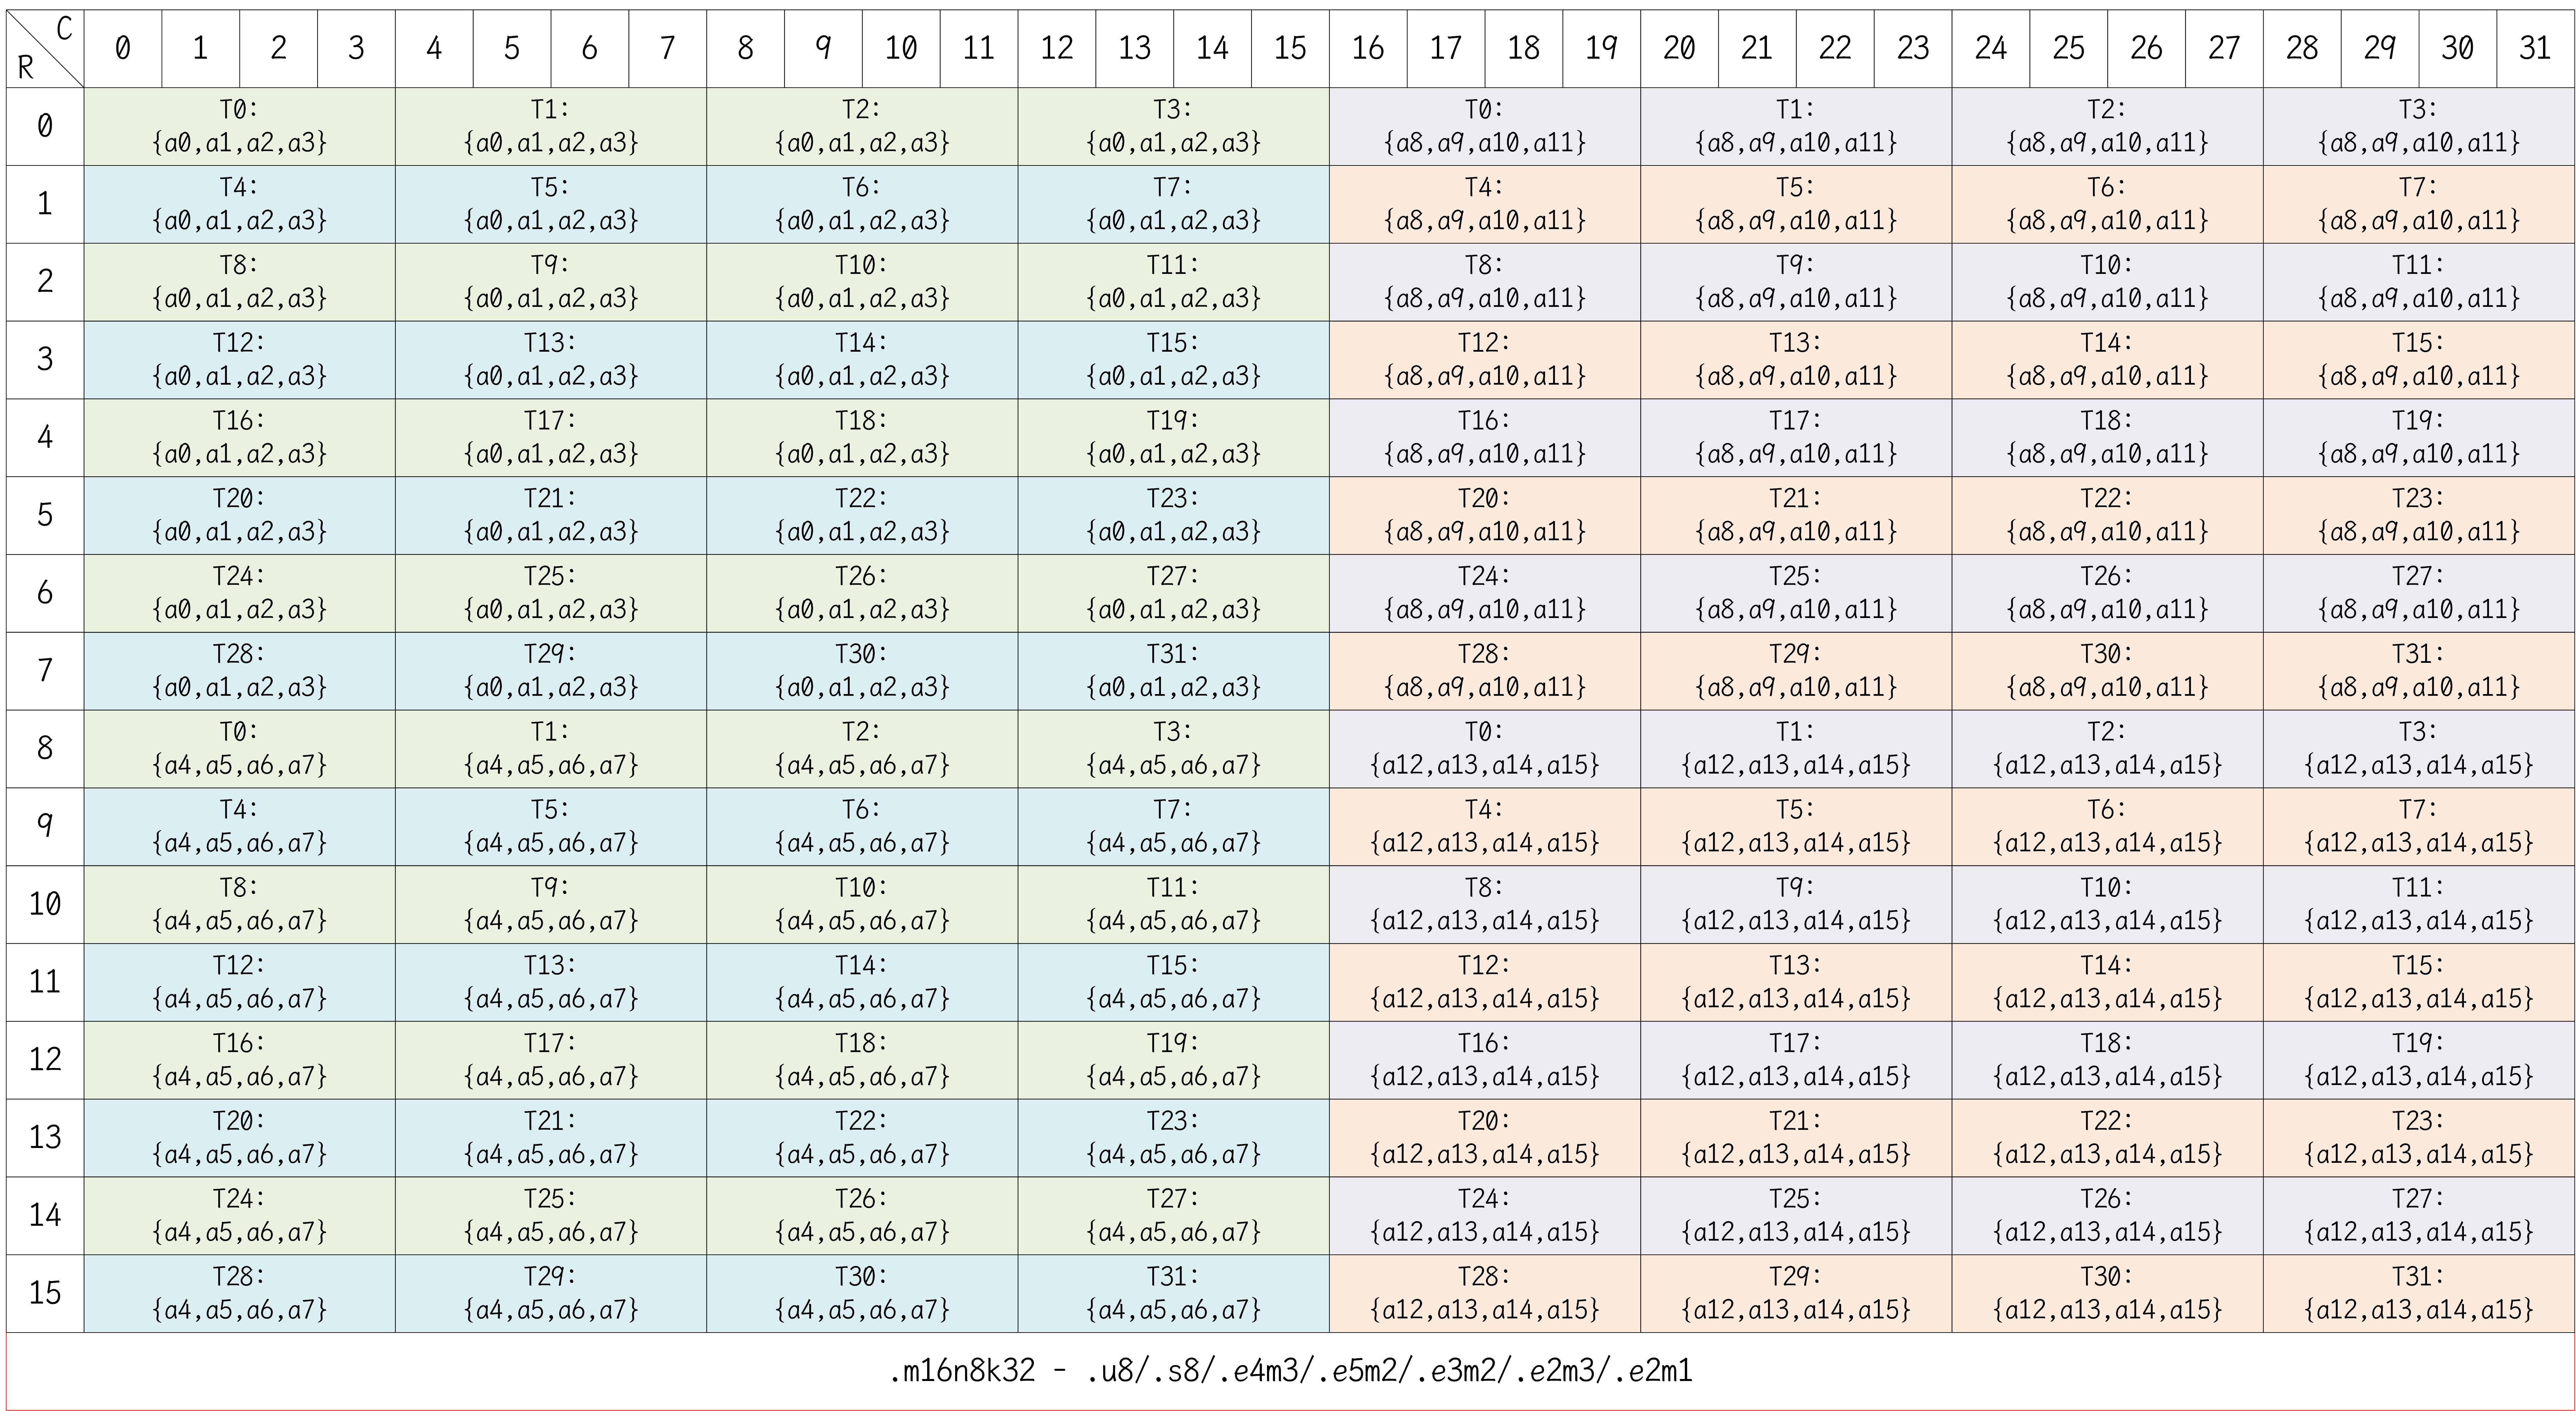 C
R
0 1 2 3 4 5 6 7 8 9 10 11 12 13 14 15 16 17 18 19 20 21 22 23 24 25 26 27 28 29 30 31
T0: T1: T2: T3: T0: T1: T2: T3:
0
{a0,a1,a2,a3} {a0,a1,a2,a3} {a0,a1,a2,a3} {a0,a1,a2,a3} {a8,a9,a10,a11} {a8,a9,a10,a11} {a8,a9,a10,a11} {a8,a9,a10,a11}
T4: T5: T6: T7: T4: T5: T6: T7:
1
{a0,a1,a2,a3} {a0,a1,a2,a3} {a0,a1,a2,a3} {a0,a1,a2,a3} {a8,a9,a10,a11} {a8,a9,a10,a11} {a8,a9,a10,a11} {a8,a9,a10,a11}
T8: T9: T10: T11: T8: T9: T10: T11:
2
{a0,a1,a2,a3} {a0,a1,a2,a3} {a0,a1,a2,a3} {a0,a1,a2,a3} {a8,a9,a10,a11} {a8,a9,a10,a11} {a8,a9,a10,a11} {a8,a9,a10,a11}
T12: T13: T14: T15: T12: T13: T14: T15:
3
{a0,a1,a2,a3} {a0,a1,a2,a3} {a0,a1,a2,a3} {a0,a1,a2,a3} {a8,a9,a10,a11} {a8,a9,a10,a11} {a8,a9,a10,a11} {a8,a9,a10,a11}
T16: T17: T18: T19: T16: T17: T18: T19:
4
{a0,a1,a2,a3} {a0,a1,a2,a3} {a0,a1,a2,a3} {a0,a1,a2,a3} {a8,a9,a10,a11} {a8,a9,a10,a11} {a8,a9,a10,a11} {a8,a9,a10,a11}
T20: T21: T22: T23: T20: T21: T22: T23:
5
{a0,a1,a2,a3} {a0,a1,a2,a3} {a0,a1,a2,a3} {a0,a1,a2,a3} {a8,a9,a10,a11} {a8,a9,a10,a11} {a8,a9,a10,a11} {a8,a9,a10,a11}
T24: T25: T26: T27: T24: T25: T26: T27:
6
{a0,a1,a2,a3} {a0,a1,a2,a3} {a0,a1,a2,a3} {a0,a1,a2,a3} {a8,a9,a10,a11} {a8,a9,a10,a11} {a8,a9,a10,a11} {a8,a9,a10,a11}
T28: T29: T30: T31: T28: T29: T30: T31:
7
{a0,a1,a2,a3} {a0,a1,a2,a3} {a0,a1,a2,a3} {a0,a1,a2,a3} {a8,a9,a10,a11} {a8,a9,a10,a11} {a8,a9,a10,a11} {a8,a9,a10,a11}
T0: T1: T2: T3: T0: T1: T2: T3:
8
{a4,a5,a6,a7} {a4,a5,a6,a7} {a4,a5,a6,a7} {a4,a5,a6,a7} {a12,a13,a14,a15} {a12,a13,a14,a15} {a12,a13,a14,a15} {a12,a13,a14,a15}
T4: T5: T6: T7: T4: T5: T6: T7:
9
{a4,a5,a6,a7} {a4,a5,a6,a7} {a4,a5,a6,a7} {a4,a5,a6,a7} {a12,a13,a14,a15} {a12,a13,a14,a15} {a12,a13,a14,a15} {a12,a13,a14,a15}
T8: T9: T10: T11: T8: T9: T10: T11:
10
{a4,a5,a6,a7} {a4,a5,a6,a7} {a4,a5,a6,a7} {a4,a5,a6,a7} {a12,a13,a14,a15} {a12,a13,a14,a15} {a12,a13,a14,a15} {a12,a13,a14,a15}
T12: T13: T14: T15: T12: T13: T14: T15:
11
{a4,a5,a6,a7} {a4,a5,a6,a7} {a4,a5,a6,a7} {a4,a5,a6,a7} {a12,a13,a14,a15} {a12,a13,a14,a15} {a12,a13,a14,a15} {a12,a13,a14,a15}
T16: T17: T18: T19: T16: T17: T18: T19:
12
{a4,a5,a6,a7} {a4,a5,a6,a7} {a4,a5,a6,a7} {a4,a5,a6,a7} {a12,a13,a14,a15} {a12,a13,a14,a15} {a12,a13,a14,a15} {a12,a13,a14,a15}
T20: T21: T22: T23: T20: T21: T22: T23:
13
{a4,a5,a6,a7} {a4,a5,a6,a7} {a4,a5,a6,a7} {a4,a5,a6,a7} {a12,a13,a14,a15} {a12,a13,a14,a15} {a12,a13,a14,a15} {a12,a13,a14,a15}
T24: T25: T26: T27: T24: T25: T26: T27:
14
{a4,a5,a6,a7} {a4,a5,a6,a7} {a4,a5,a6,a7} {a4,a5,a6,a7} {a12,a13,a14,a15} {a12,a13,a14,a15} {a12,a13,a14,a15} {a12,a13,a14,a15}
T28: T29: T30: T31: T28: T29: T30: T31:
15
{a4,a5,a6,a7} {a4,a5,a6,a7} {a4,a5,a6,a7} {a4,a5,a6,a7} {a12,a13,a14,a15} {a12,a13,a14,a15} {a12,a13,a14,a15} {a12,a13,a14,a15}
.m16n8k32 - .u8/.s8/.e4m3/.e5m2/.e3m2/.e2m3/.e2m1